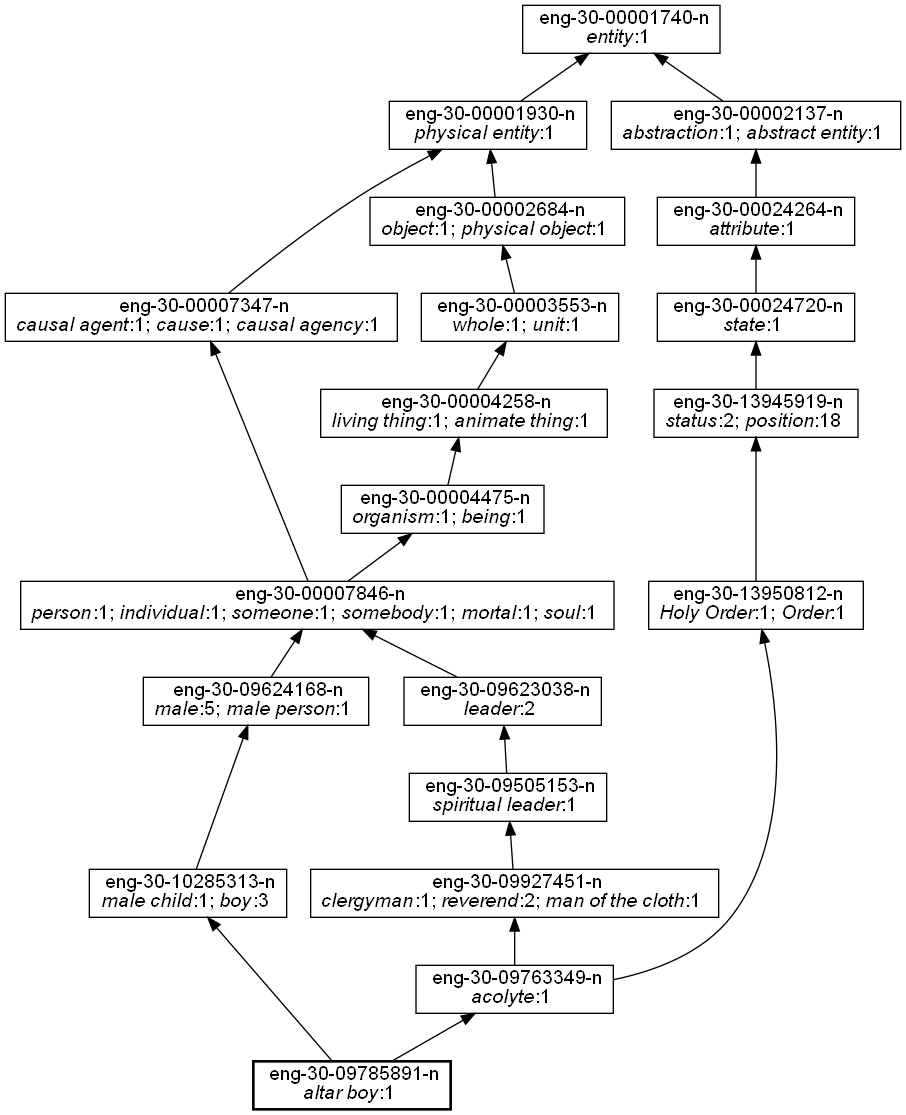 eng-30-00001740-n
entity:1
eng-30-00001930-n
physical entity:1
eng-30-00002137-n
abstraction:1; abstract entity:1
eng-30-00002684-n
object:1; physical object:1
eng-30-00024264-n
attribute:1
eng-30-00007347-n
causal agent:1; cause:1; causal agency:1
eng-30-00003553-n
whole:1; unit:1
eng-30-00024720-n
state:1
eng-30-00004258-n
living thing:1; animate thing:1
eng-30-13945919-n
status:2; position:18
eng-30-00004475-n
organism:1; being:1
eng-30-00007846-n
person:1; individual:1; someone:1; somebody:1; mortal:1; soul:1
eng-30-13950812-n
Holy Order:1; Order:1
eng-30-09624168-n
male:5; male person:1
eng-30-09623038-n
leader:2
eng-30-09505153-n
spiritual leader:1
eng-30-10285313-n
male child:1; boy:3
eng-30-09927451-n
clergyman:1; reverend:2; man of the cloth:1
eng-30-09763349-n
acolyte:1
eng-30-09785891-n
altar boy:1